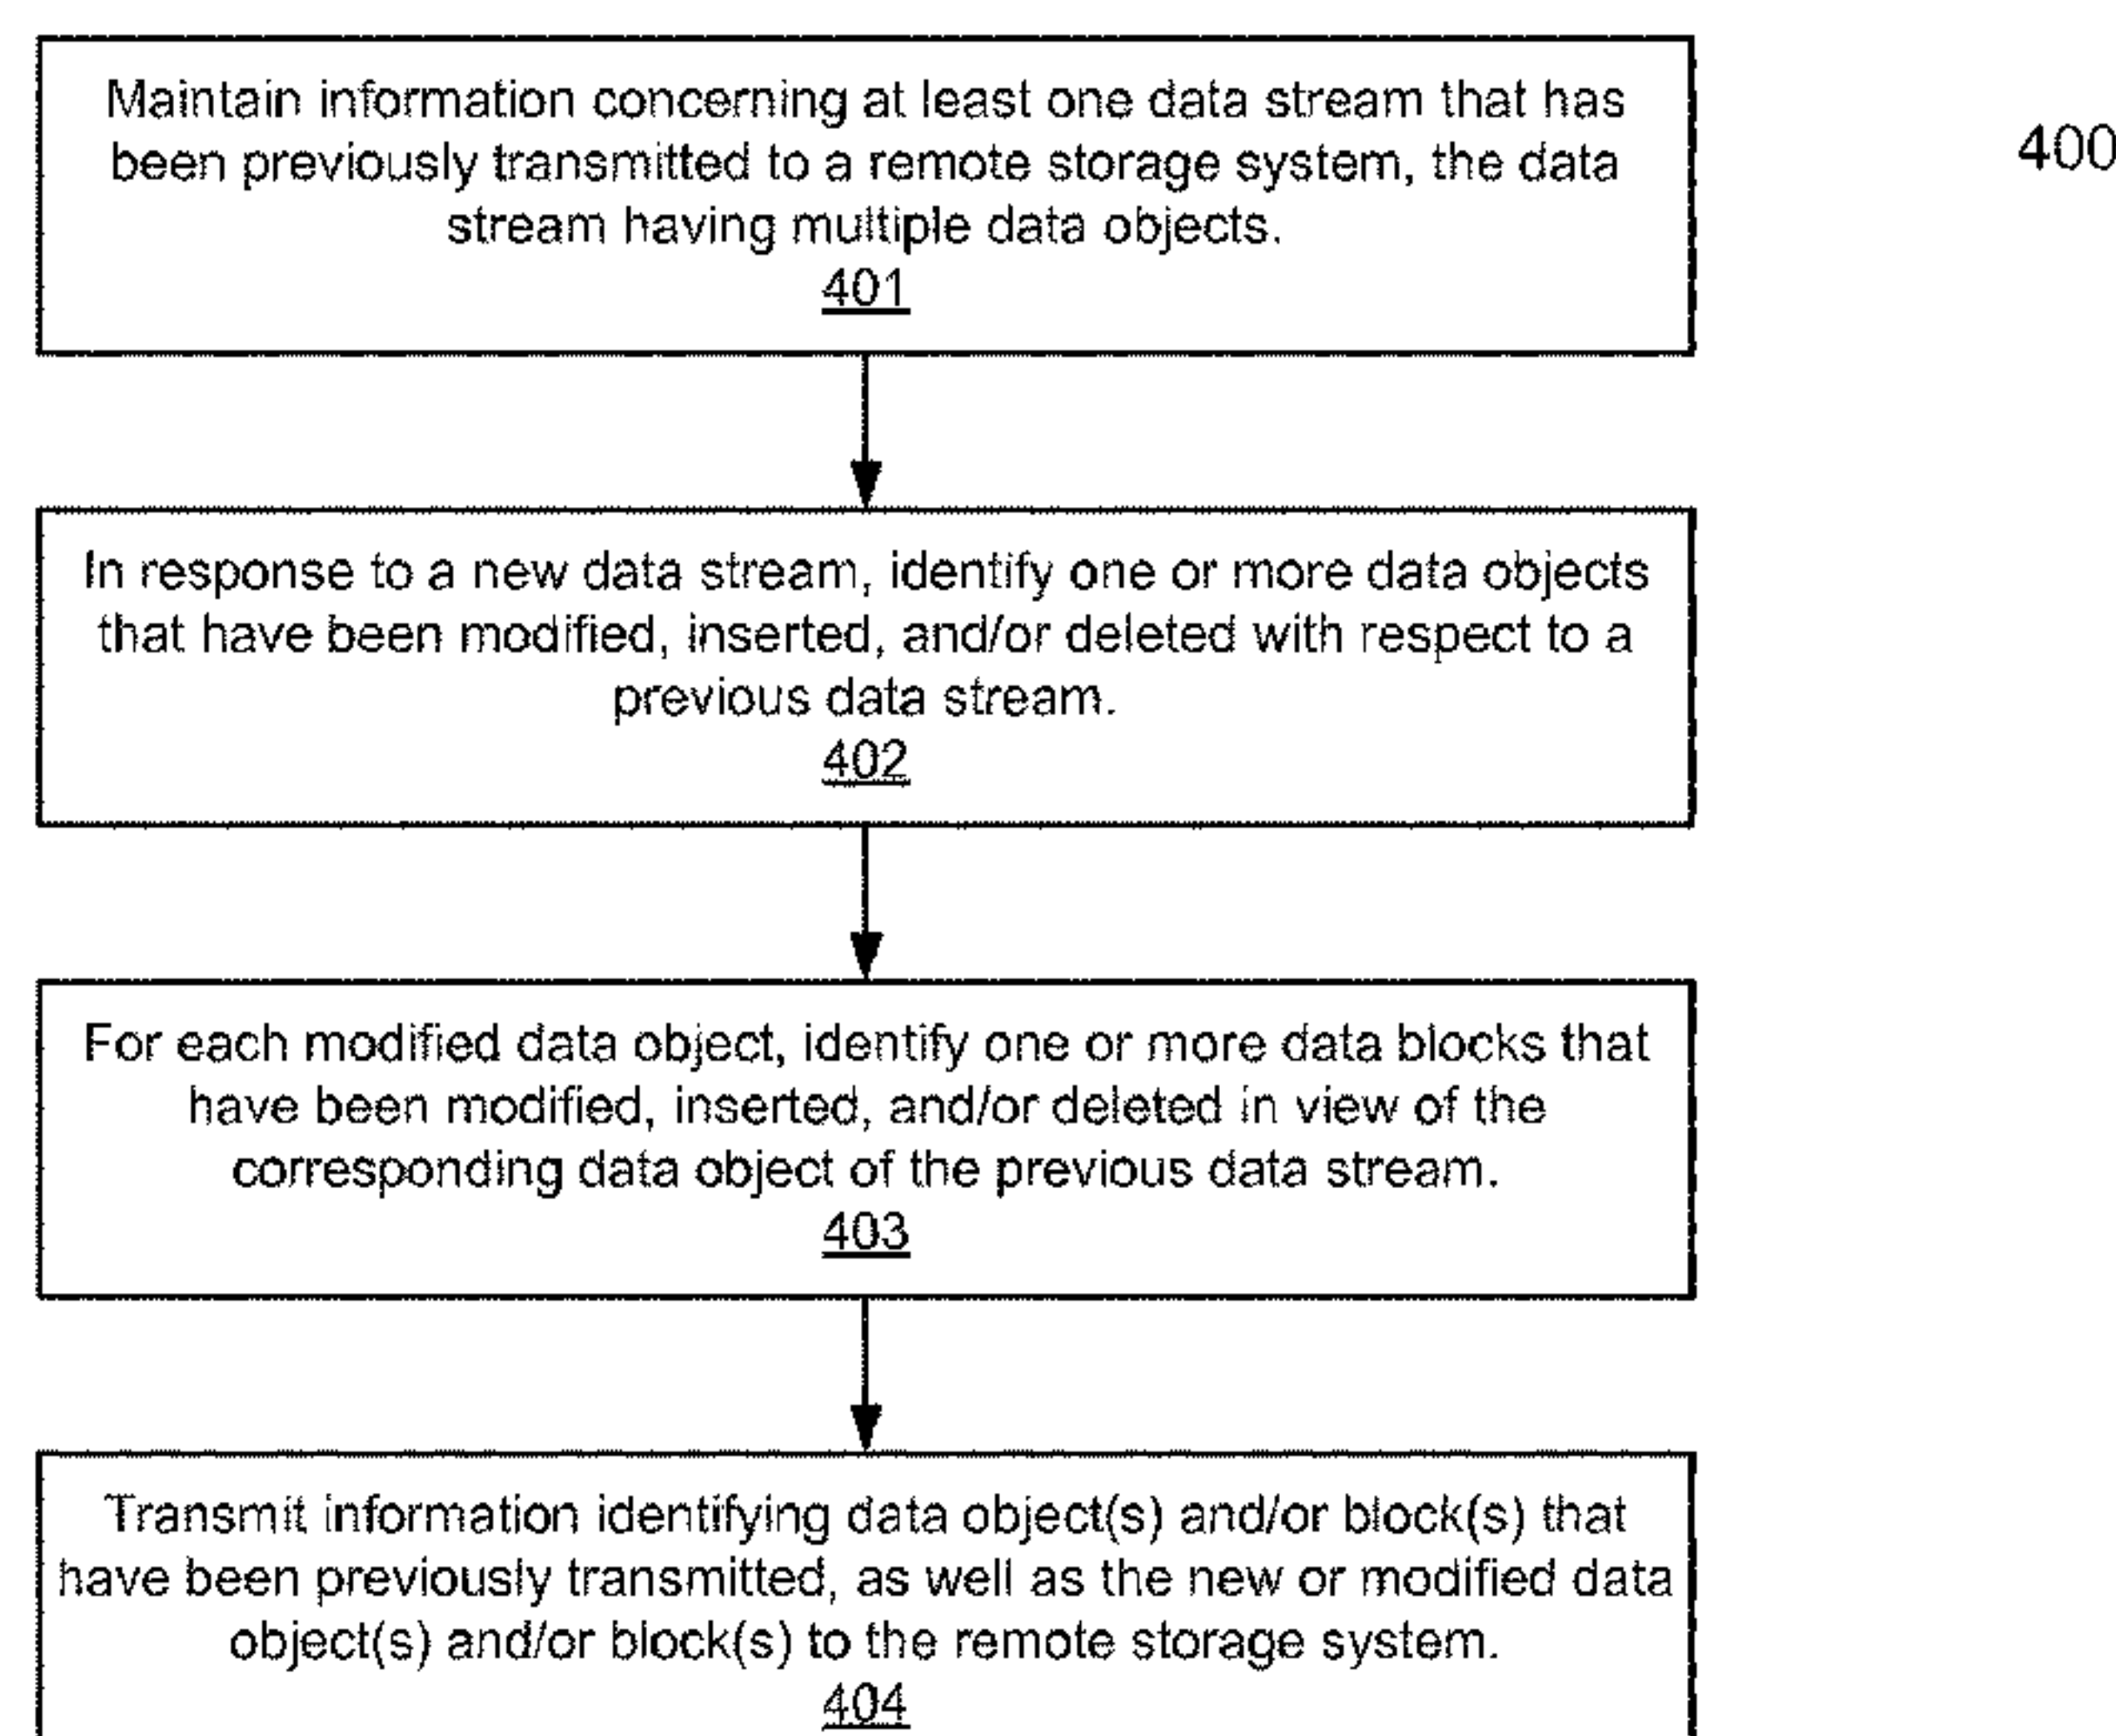 Maintain information concerning at least one data stream that has
been previously transmitted to a remote storage system, the data
stream having multiple data objects.
401
400
In response to a new data stream, identify one or more data objects
that have been modified, inserted, and/or deleted with respect to a
previous data stream.
402
For each modified data object, identify one or more data blocks that
have been modified, inserted, and/or deleted in view of the
corresponding data object of the previous data stream.
403
Transmit information identifying data object(s) and/or block(s) that
have been previously transmitted, as well as the new or modified data
object(s) and/or block(s) to the remote storage system.
404